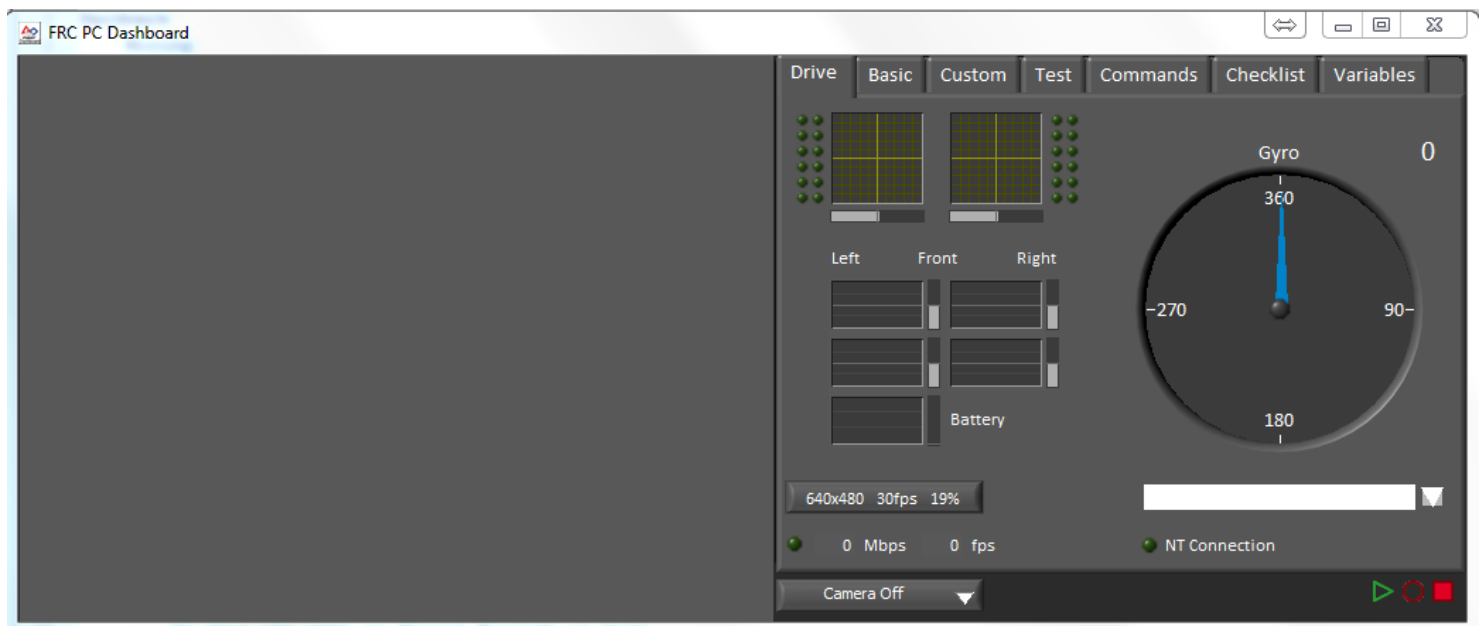 FRC PC Dashboard
Drive Basic Custom Test Commands Checklist Variables
Gyro 0
360
Left Front Right
270 90
Battery 180
640x480 30fps 19%
0 Mbps 0 fps NT Connection
Camera Off